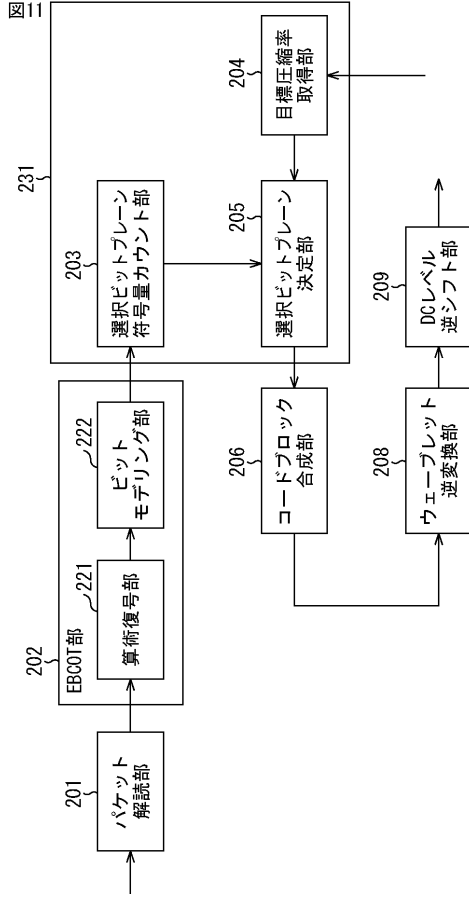 図11
231
203
選択ビットプレーン
符号量カウント部
204
目標圧縮率
取得部
205
選択ビットプレーン
決定部
202
EBCOT部
221
算術復号部
222
ビット
モデリング部
201
パケット
解読部
206
コードブロック
合成部
208
ウェーブレット
逆変換部
209
DCレベル
逆シフト部